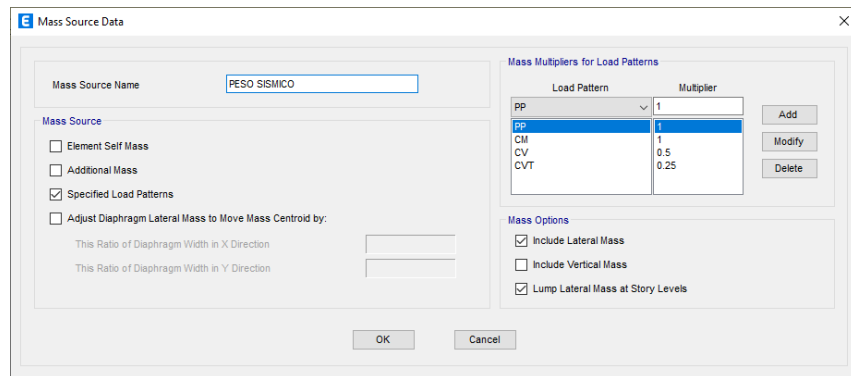 E Mass Source Data
Mass Source Name PESO SISMICO
Mass Source
Element Self Mass
Additional Mass
Specified Load Patterns
Adjust Diaphragm Lateral Mass to Move Mass Centroid by:
This Ratio of Diaphragm Width in X Direction
This Ratio of Diaphragm Width in Y Direction
Mass Multipliers for Load Patterns
Load Pattern Multiplier
PP 1
PP 1
CM 1
CV 0.5
CVT 0.25
Add
Modify
Delete
Mass Options
Include Lateral Mass
Include Vertical Mass
Lump Lateral Mass at Story Levels
OK Cancel